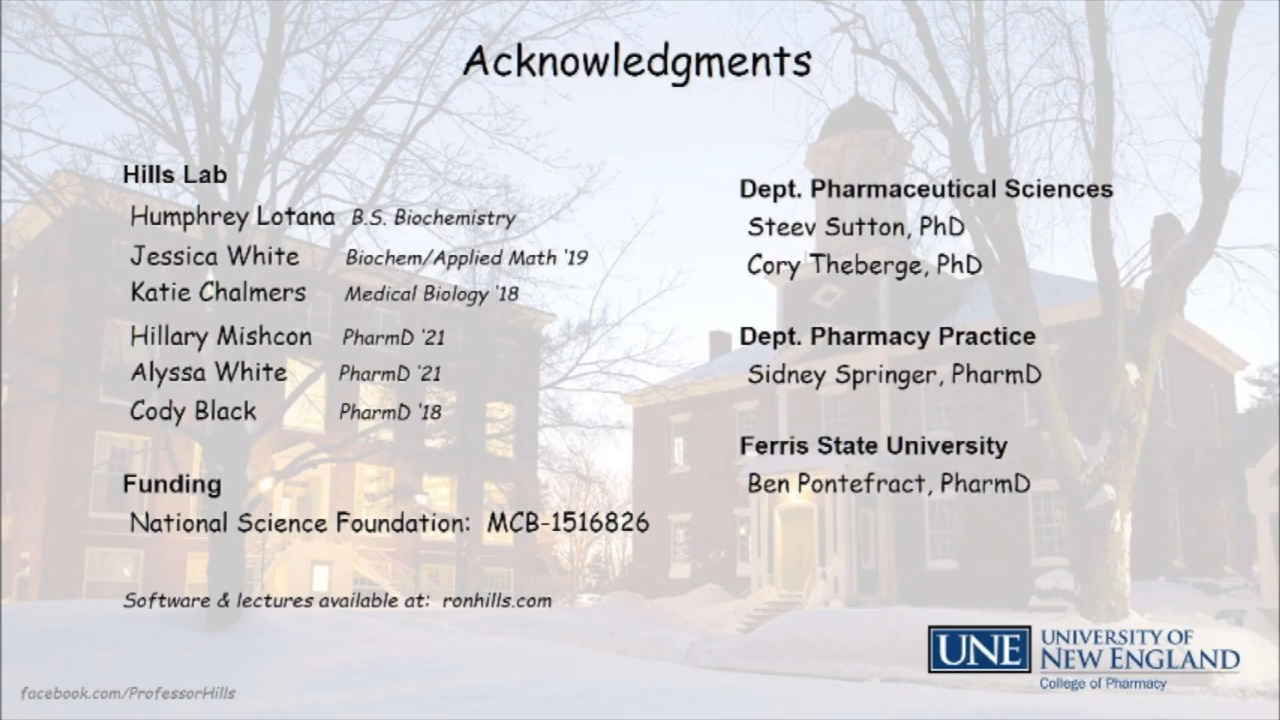 Acknowledgments
Hills Lab
Humphrey Lotana B.S. Biochemistry
Jessica White Biochem/Applied Math '19
Katie Chalmers Medical Biology '18
Hillary Mishcon PharmD '21
Alyssa White PharmD '21
Cody Black PharmD '18
Funding
National Science Foundation: MCB-1516826
Software & lectures available at: ronhills.com
facebook.com/ProfessorHills
Dept. Pharmaceutical Sciences
Steev Sutton, PhD
Cory Theberge, PhD
Dept. Pharmacy Practice
Sidney Springer, PharmD
Ferris State University
Ben Pontefract, PharmD
UNE UNIVERSITY OF
NEW ENGLAND
College of Pharmacy